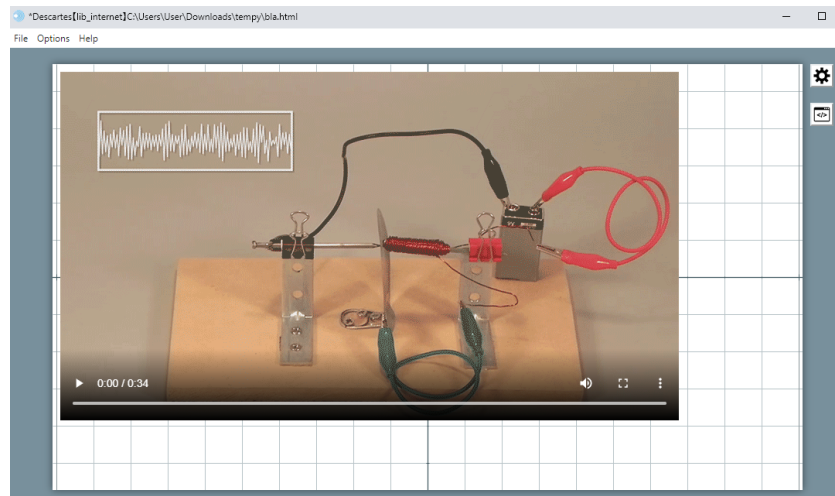 *Descartes【lib_internet】C:\Users\User\Downloads\tempy\bla.html
File Options Help
</>
0:00 / 0:34